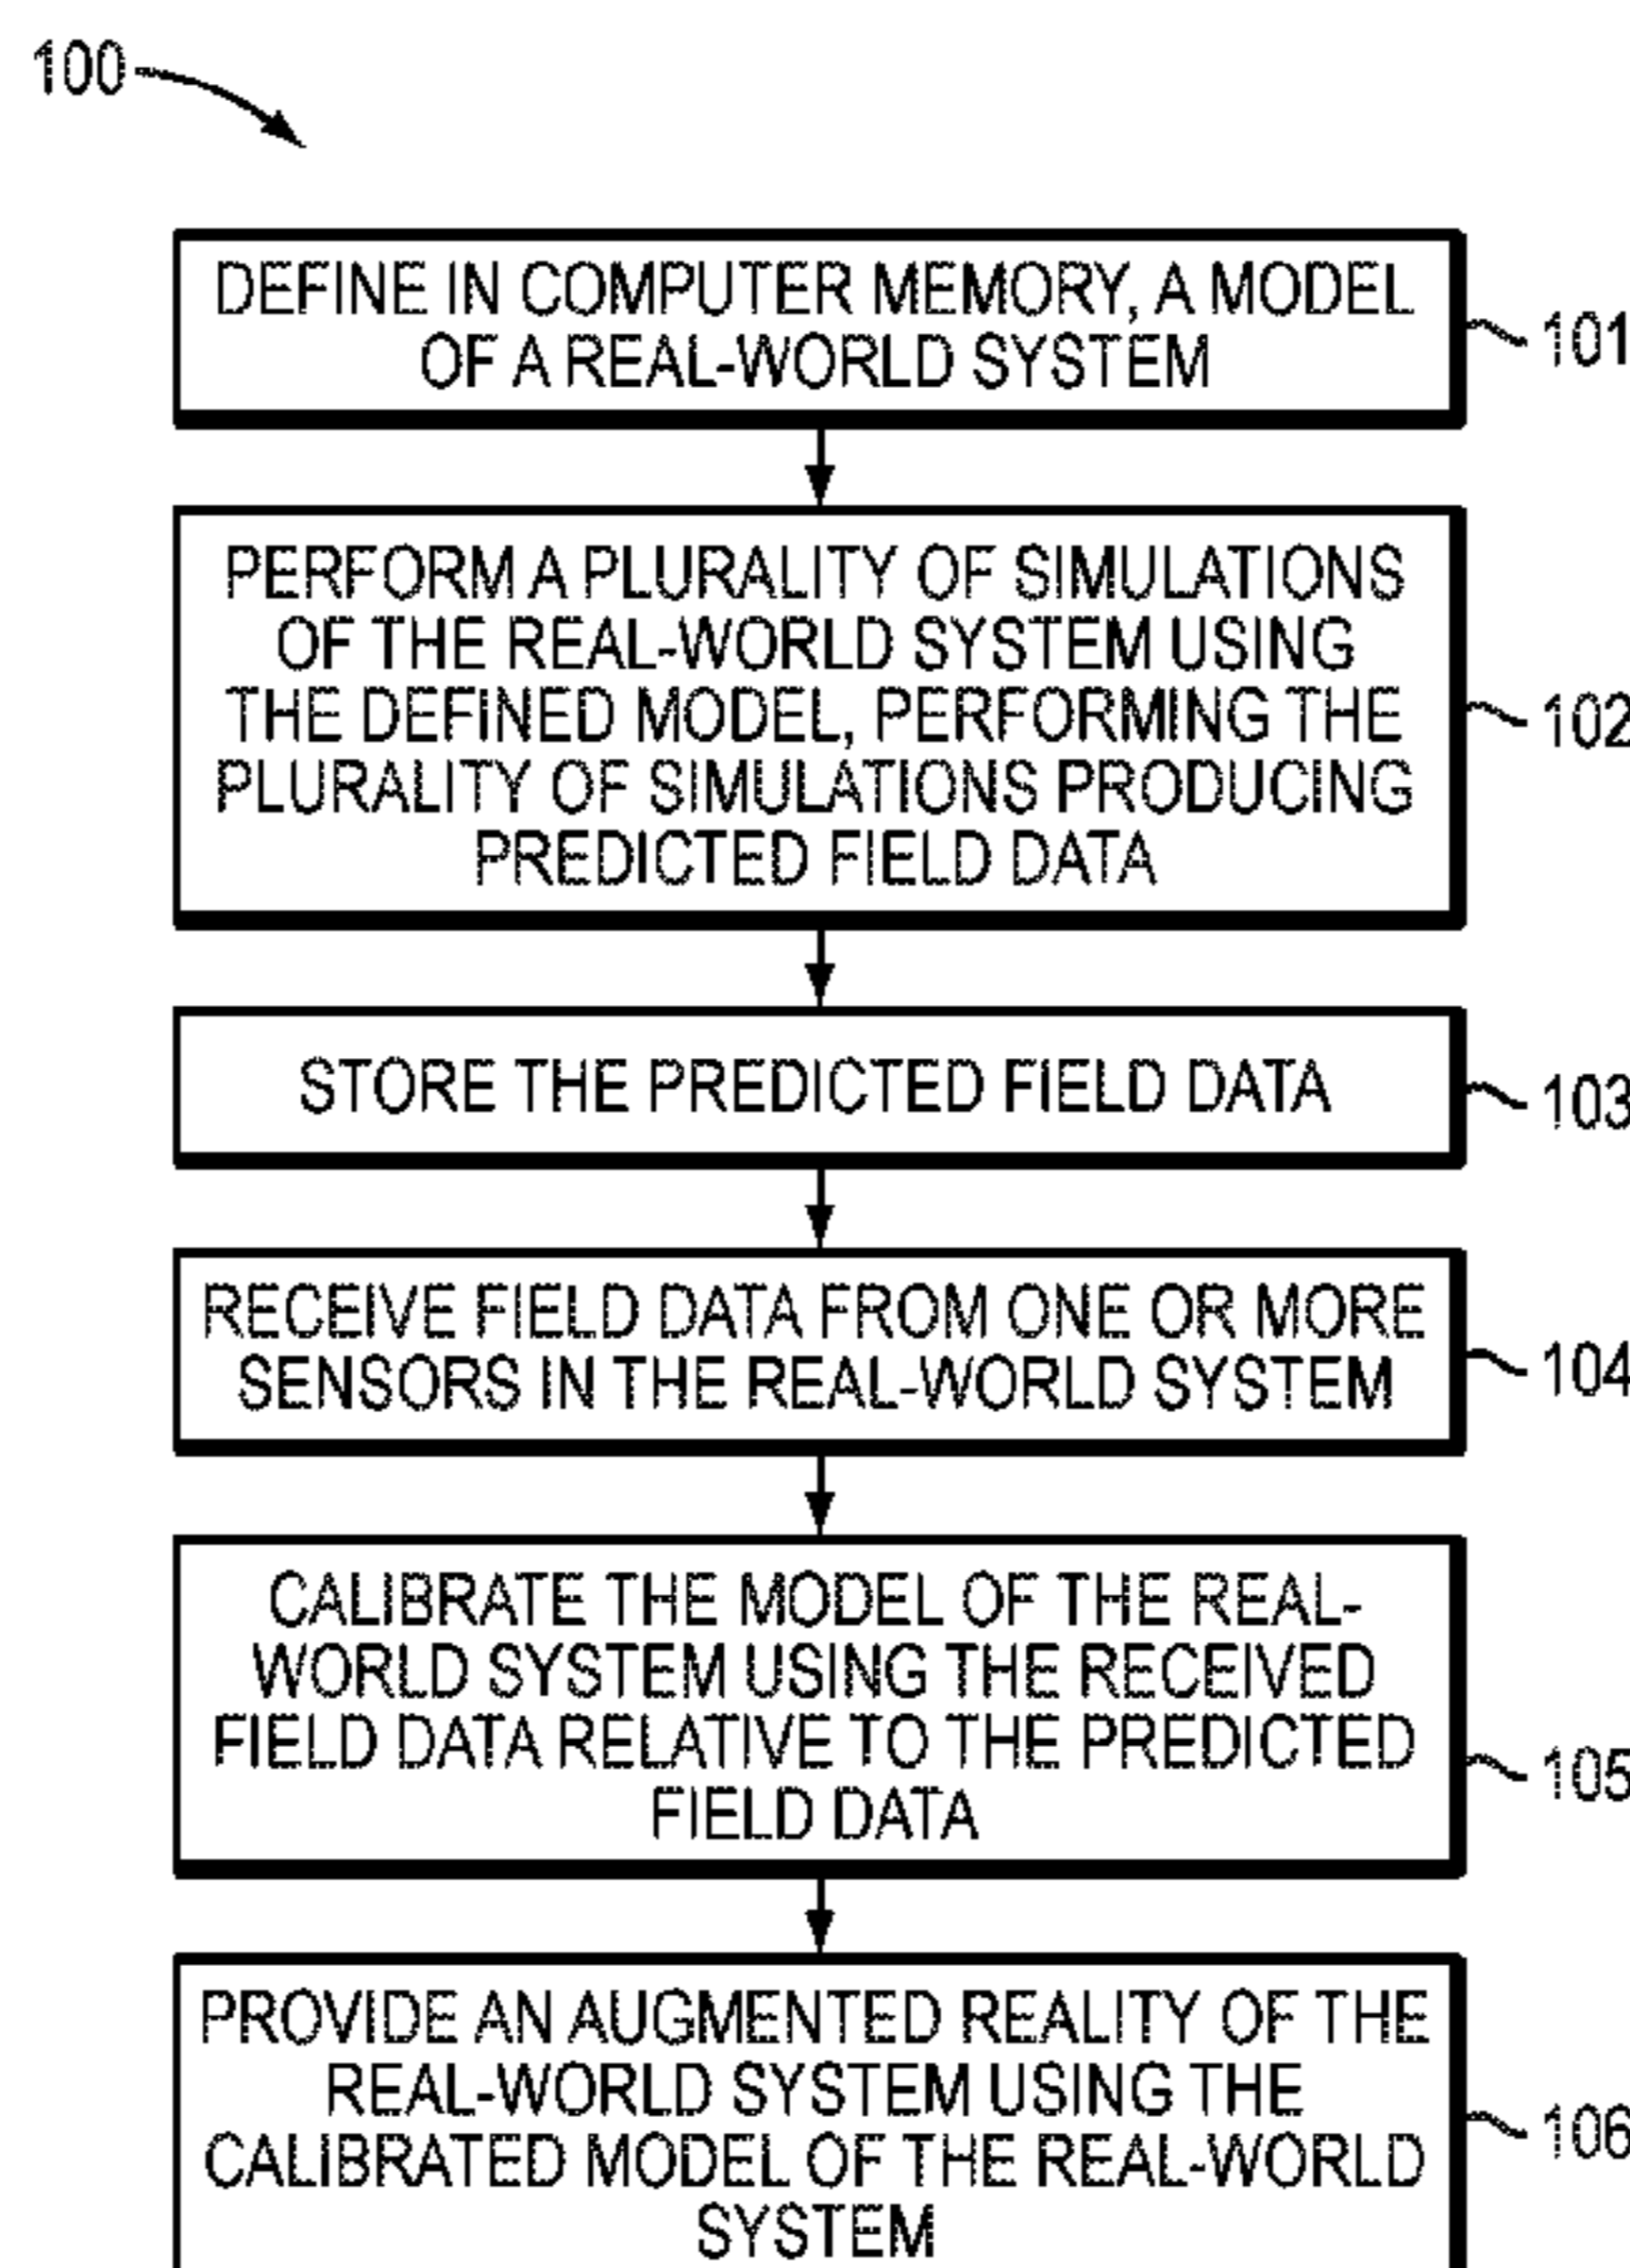 100
DEFINE IN COMPUTER MEMORY, A MODEL
OF A REAL-WORLD SYSTEM
101
PERFORM A PLURALITY OF SIMULATIONS
OF THE REAL-WORLD SYSTEM USING
THE DEFINED MODEL, PERFORMING THE
PLURALITY OF SIMULATIONS PRODUCING
PREDICTED FIELD DATA
102
STORE THE PREDICTED FIELD DATA
103
RECEIVE FIELD DATA FROM ONE OR MORE
SENSORS IN THE REAL-WORLD SYSTEM
104
CALIBRATE THE MODEL OF THE REAL-
WORLD SYSTEM USING THE RECEIVED
FIELD DATA RELATIVE TO THE PREDICTED
FIELD DATA
105
PROVIDE AN AUGMENTED REALITY OF THE
REAL-WORLD SYSTEM USING THE
CALIBRATED MODEL OF THE REAL-WORLD
SYSTEM
106